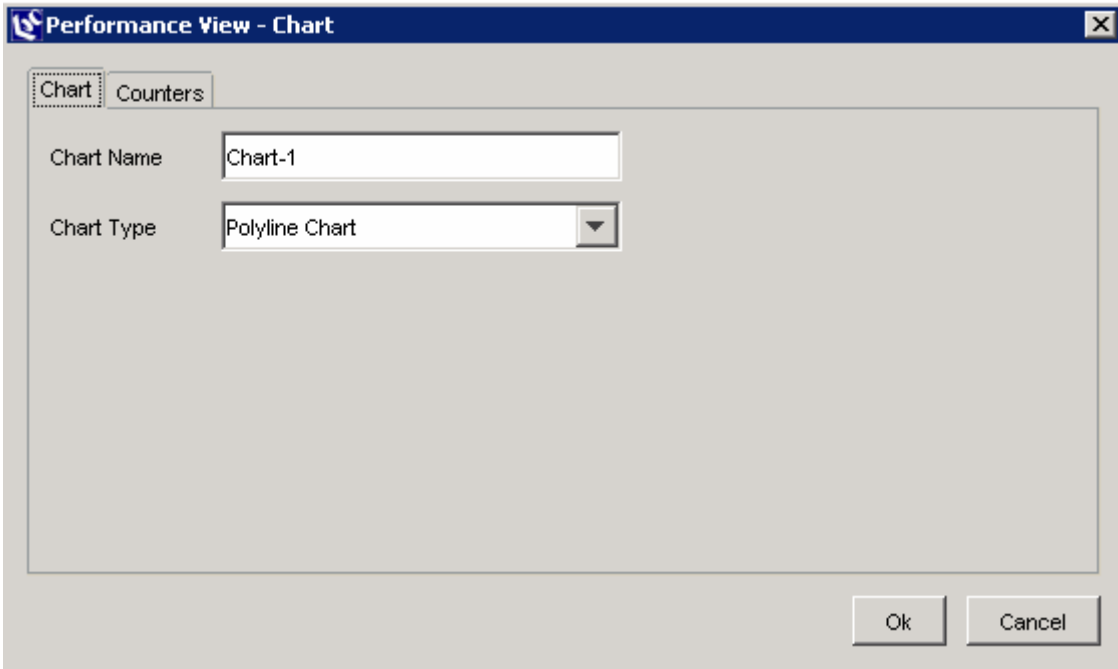 Performance View - Chart
Chart Counters
Chart Name Chart-1
Chart Type Polyline Chart
Ok Cancel